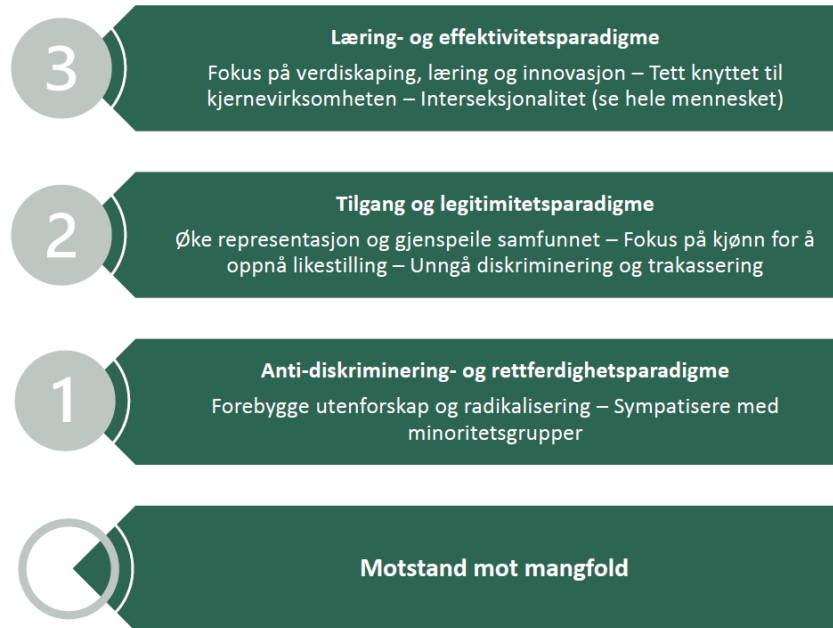 3
Læring- og effektivitetsparadigme
Fokus på verdiskaping, læring og innovasjon – Tett knyttet til
kjernevirksomheten – Interseksjonalitet (se hele mennesket)
2
Tilgang og legitimitetsparadigme
Øke representasjon og gjenspeile samfunnet – Fokus på kjønn for å
oppnå likestilling – Unngå diskriminering og trakassering
1
Anti-diskriminering- og rettferdighetsparadigme
Forebygge utenforskap og radikalisering – Sympatisere med
minoritetsgrupper
Motstand mot mangfold